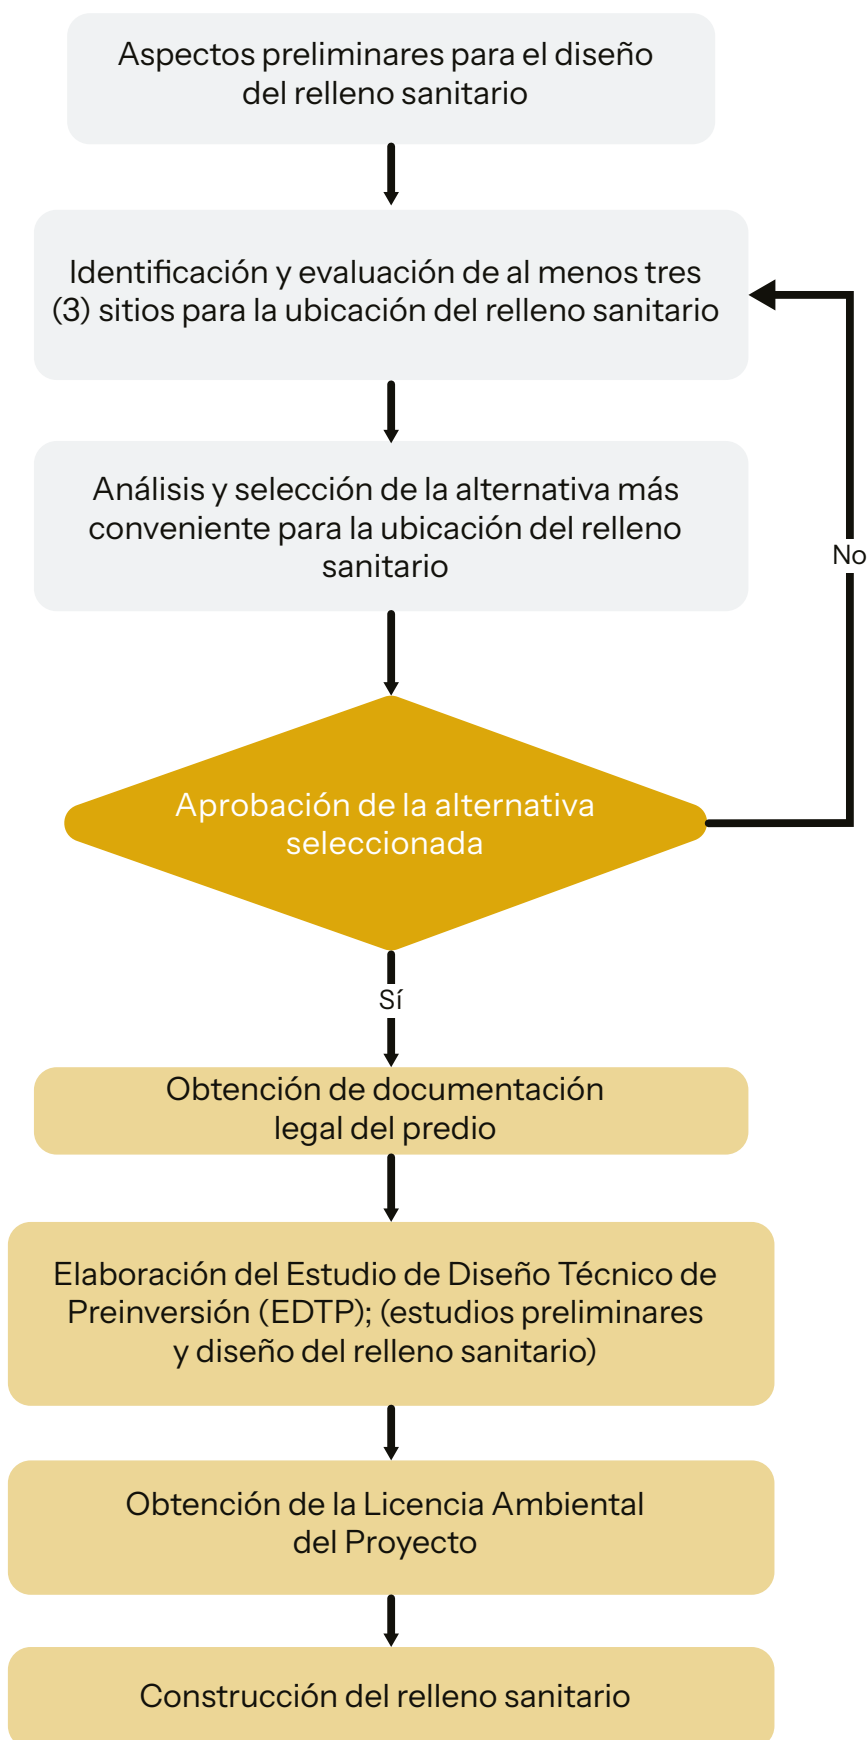 Aspectos preliminares para el diseño
del relleno sanitario
Identificación y evaluación de al menos tres
(3) sitios para la ubicación del relleno sanitario
Análisis y selección de la alternativa más
conveniente para la ubicación del relleno
sanitario
No
Aprobación de la alternativa
seleccionada
Sí
Obtención de documentación
legal del predio
Elaboración del Estudio de Diseño Técnico de
Preinversión (EDTP); (estudios preliminares
y diseño del relleno sanitario)
Obtención de la Licencia Ambiental
del Proyecto
Construcción del relleno sanitario